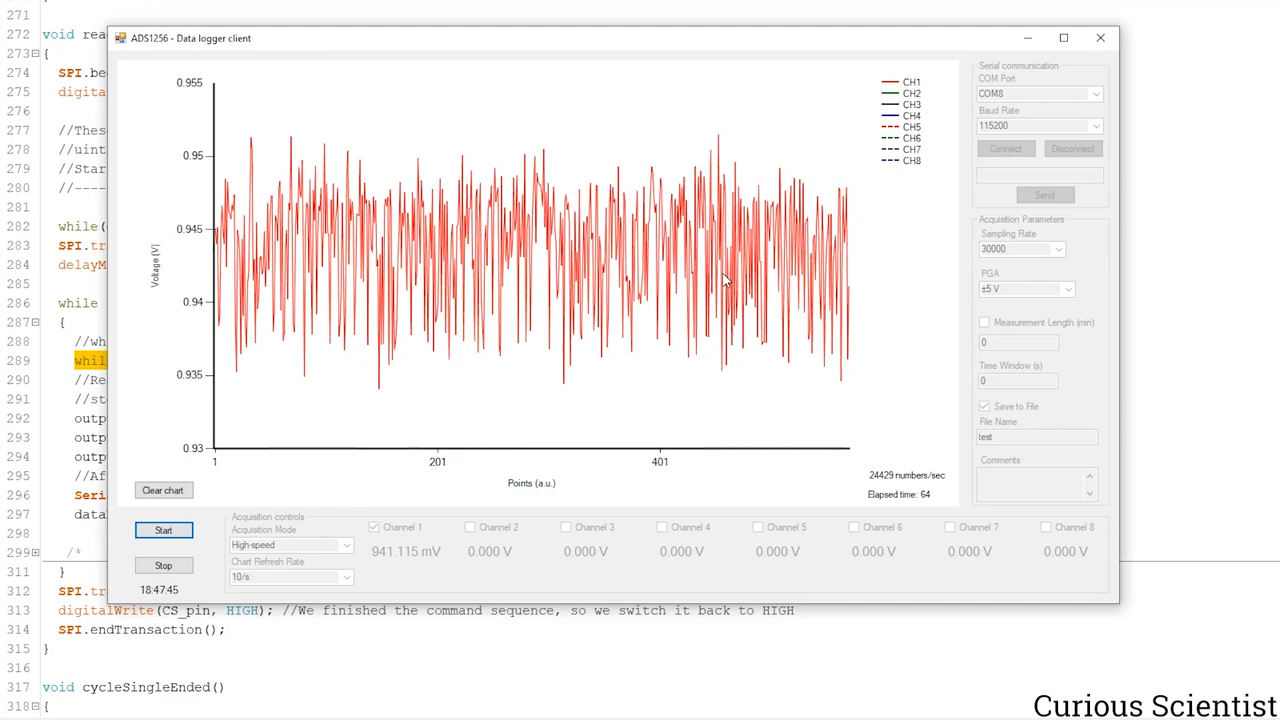 271
272 void rea
273 {
274 SPI.be
275 digita
276
277 //These
278 //uint
279 //Star
280 //----
281
282 while(
283 SPI.tr
284 delayM
285
286 while
287 {
288 //wh
289 whil
290 //Re
291 //st
292 outp
293 outp
294 outp
295 //Af
296 Seri
297 data
299 /*
311 }
312 SPI.tr
313 digitalWrite(CS_pin, HIGH); //We finished the command sequence, so we switch it back to HIGH
314 SPI.endTransaction();
315 }
316
317 void cycleSingleEnded()
318 {
ADS1256 - Data logger client
0.955
0.95
0.945
0.94
0.935
0.93
Voltage (V|
1
201
401
Points (a.u.)
CH1
CH2
CH3
CH4
CH5
CH6
CH7
CH8
24429 numbers/sec
Elapsed time: 64
Clear chart
Start
Stop
18:47:45
Acquisition controls
Acquisition Mode
High-speed
Chart Refresh Rate
10/s
Channel 1
Channel 2
Channel 3
Channel 4
Channel 5
Channel 6
Channel 7
Channel 8
941.115 mV
0.000 V
0.000 V
0.000 V
0.000 V
0.000 V
0.000 V
0.000 V
Serial communication
COM Port
COM8
Baud Rate
115200
Connect
Disconnect
Send
Acquisition Parameters
Sampling Rate
30000
PGA
±5 V
Measurement Length (min)
0
Time Window (s)
0
Save to File
File Name
test
Comments
Curious Scientist